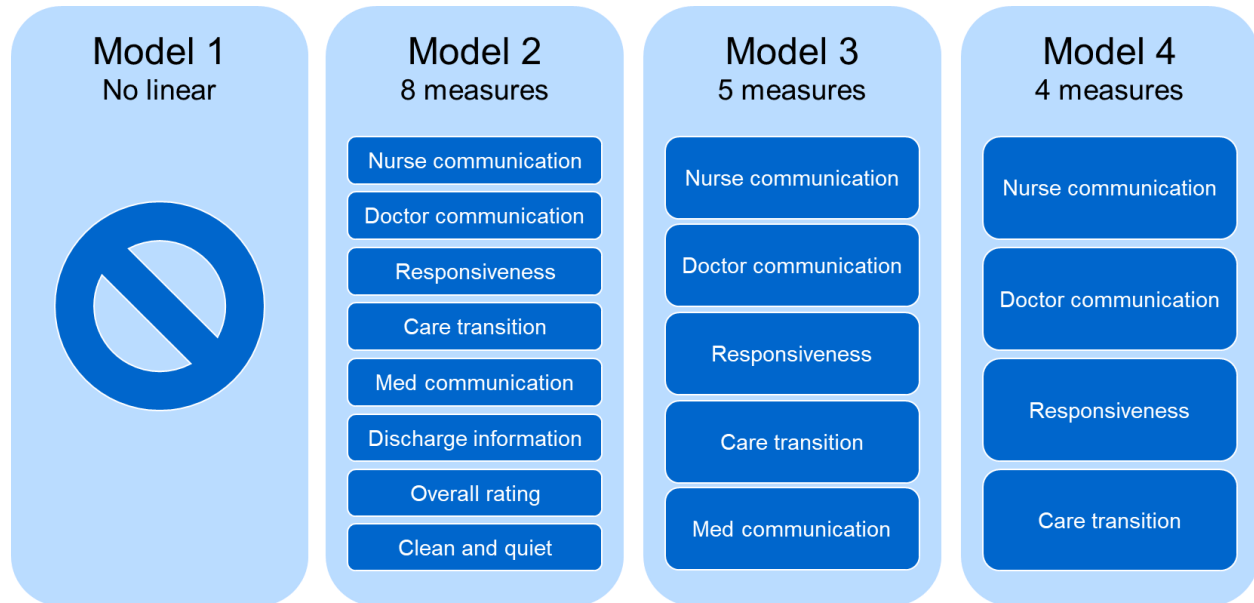 Model 1
No linear
Model 2
8 measures
Nurse communication
Doctor communication
Responsiveness
Care transition
Med communication
Discharge information
Overall rating
Clean and quiet
Model 3
5 measures
Nurse communication
Doctor communication
Responsiveness
Care transition
Med communication
Model 4
4 measures
Nurse communication
Doctor communication
Responsiveness
Care transition